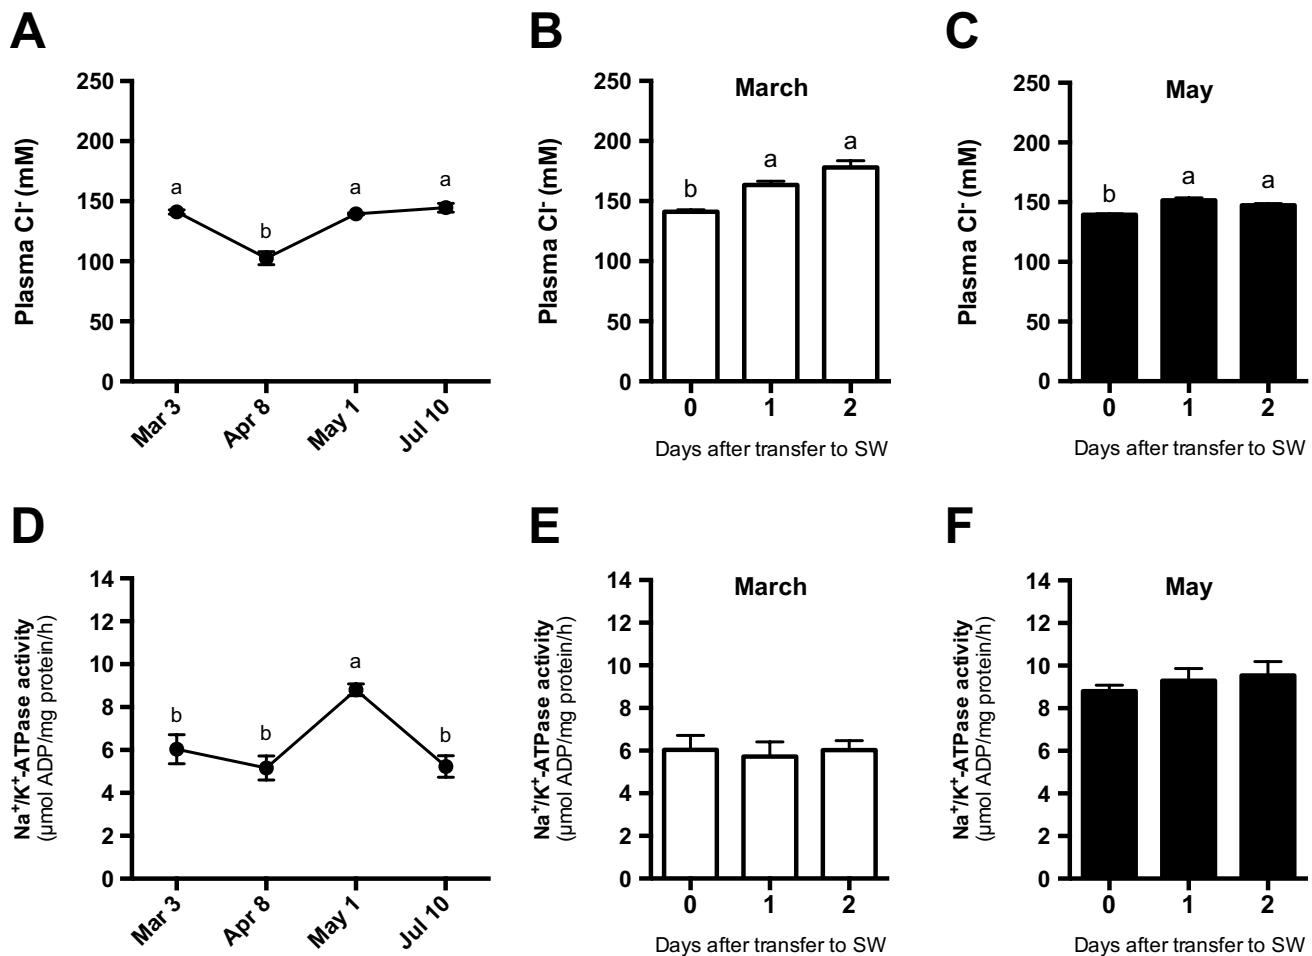 A
Plasma Cl⁻ (mM)
250
200
150
100
50
0
a
b
a
a
Mar 3
Apr 8
May 1
Jul 10
B
March
Plasma Cl⁻ (mM)
250
200
150
100
50
0
b
a
a
0 1 2
Days after transfer to SW
C
May
Plasma Cl⁻ (mM)
250
200
150
100
50
0
b
a
a
0 1 2
Days after transfer to SW
D
Na⁺/K⁺-ATPase activity
(µmol ADP/mg protein/h)
14
12
10
8
6
4
2
0
b
b
a
b
Mar 3
Apr 8
May 1
Jul 10
E
March
Na⁺/K⁺-ATPase activity
(µmol ADP/mg protein/h)
14
12
10
8
6
4
2
0
0 1 2
Days after transfer to SW
F
May
Na⁺/K⁺-ATPase activity
(µmol ADP/mg protein/h)
14
12
10
8
6
4
2
0
0 1 2
Days after transfer to SW